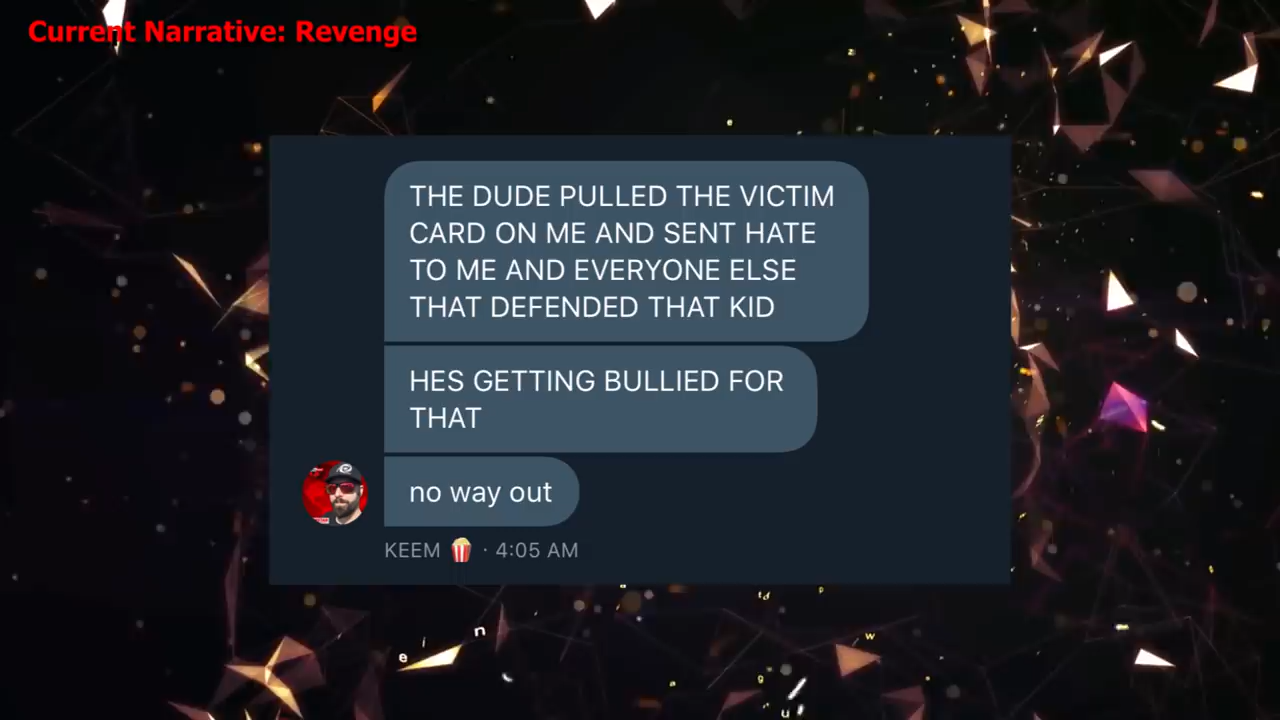 Current Narrative: Revenge
THE DUDE PULLED THE VICTIM
CARD ON ME AND SENT HATE
TO ME AND EVERYONE ELSE
THAT DEFENDED THAT KID
HES GETTING BULLIED FOR
THAT
no way out
KEEM 🍿 · 4:05 AM